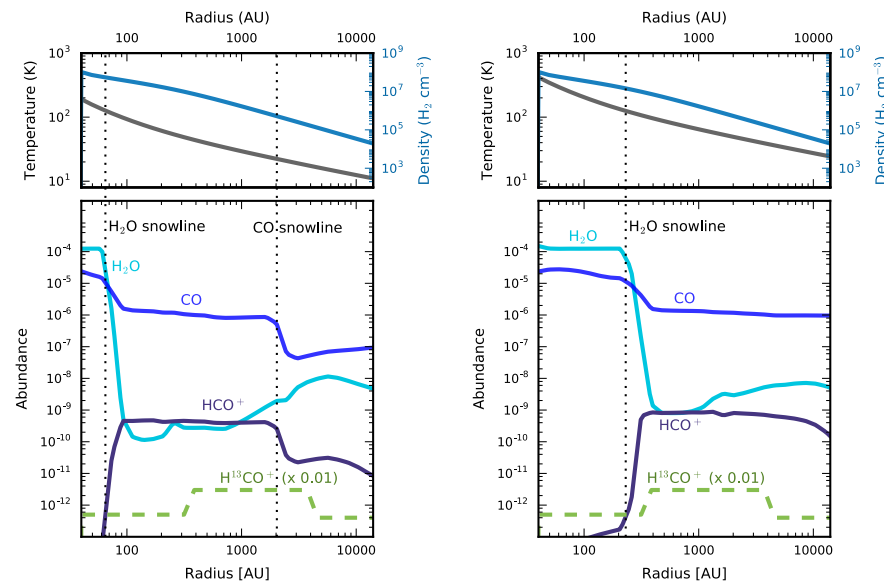 Radius (AU)
100 1000 10000
10³
10²
10¹
Temperature (K)
10⁹
10⁷
10⁵
10³
Density (H₂ cm⁻³)
H₂O snowline
CO snowline
H₂O
CO
HCO⁺
H¹³CO⁺ (x 0.01)
10⁻⁴
10⁻⁵
10⁻⁶
10⁻⁷
10⁻⁸
10⁻⁹
10⁻¹⁰
10⁻¹¹
10⁻¹²
Abundance
100 1000 10000
Radius [AU]
Radius (AU)
100 1000 10000
10³
10²
10¹
Temperature (K)
10⁹
10⁷
10⁵
10³
Density (H₂ cm⁻³)
H₂O snowline
H₂O
CO
HCO⁺
H¹³CO⁺ (x 0.01)
10⁻⁴
10⁻⁵
10⁻⁶
10⁻⁷
10⁻⁸
10⁻⁹
10⁻¹⁰
10⁻¹¹
10⁻¹²
Abundance
100 1000 10000
Radius [AU]